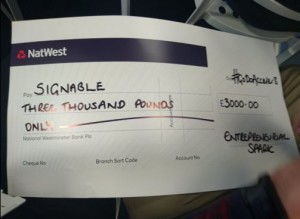 NatWest
Pay SIGNABLE
THREE THOUSAND POUNDS
£3000-00
ONLY
National Westminster Bank Plc
ENTREPRENEURIAL
SPARK
Cheque No
Branch Sort Code
Account No